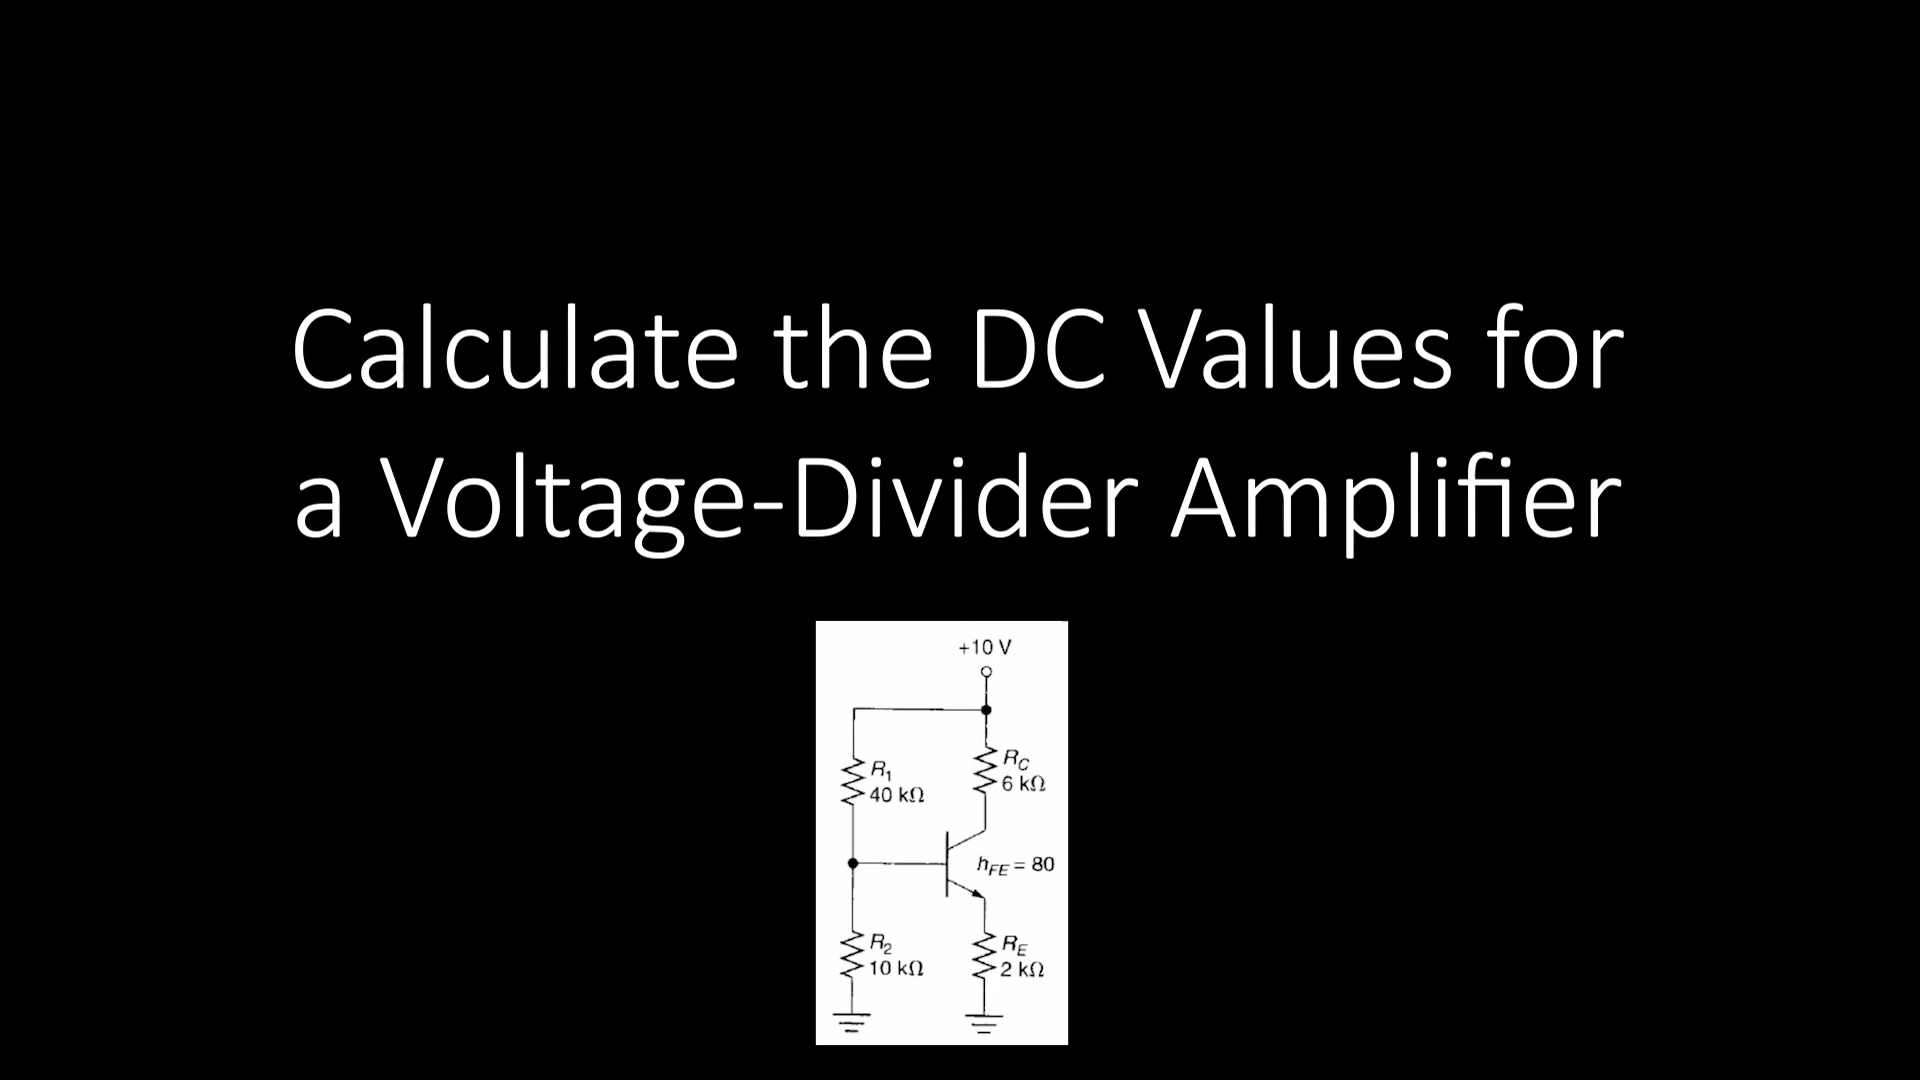 Calculate the DC Values for
a Voltage-Divider Amplifier
+10 V
R1
40 kΩ
RC
6 kΩ
hFE = 80
R2
10 kΩ
RE
2 kΩ